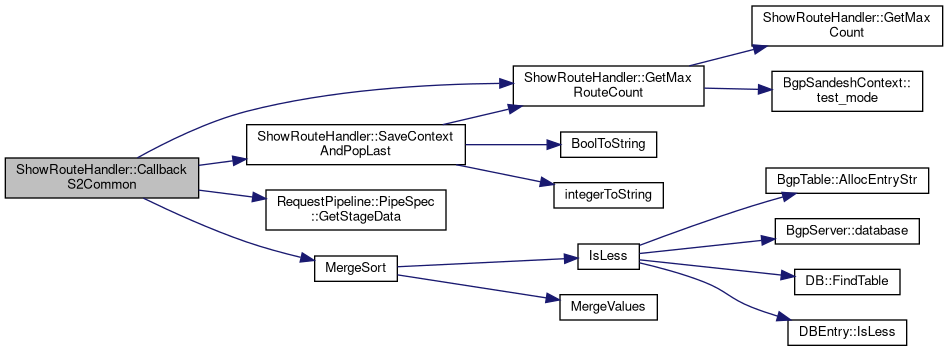 ShowRouteHandler::GetMax
Count
ShowRouteHandler::GetMax
RouteCount
BgpSandeshContext::
test_mode
ShowRouteHandler::SaveContext
AndPopLast
BoolToString
ShowRouteHandler::Callback
S2Common
integerToString
BgpTable::AllocEntryStr
RequestPipeline::PipeSpec
::GetStageData
BgpServer::database
IsLess
MergeSort
DB::FindTable
MergeValues
DBEntry::IsLess